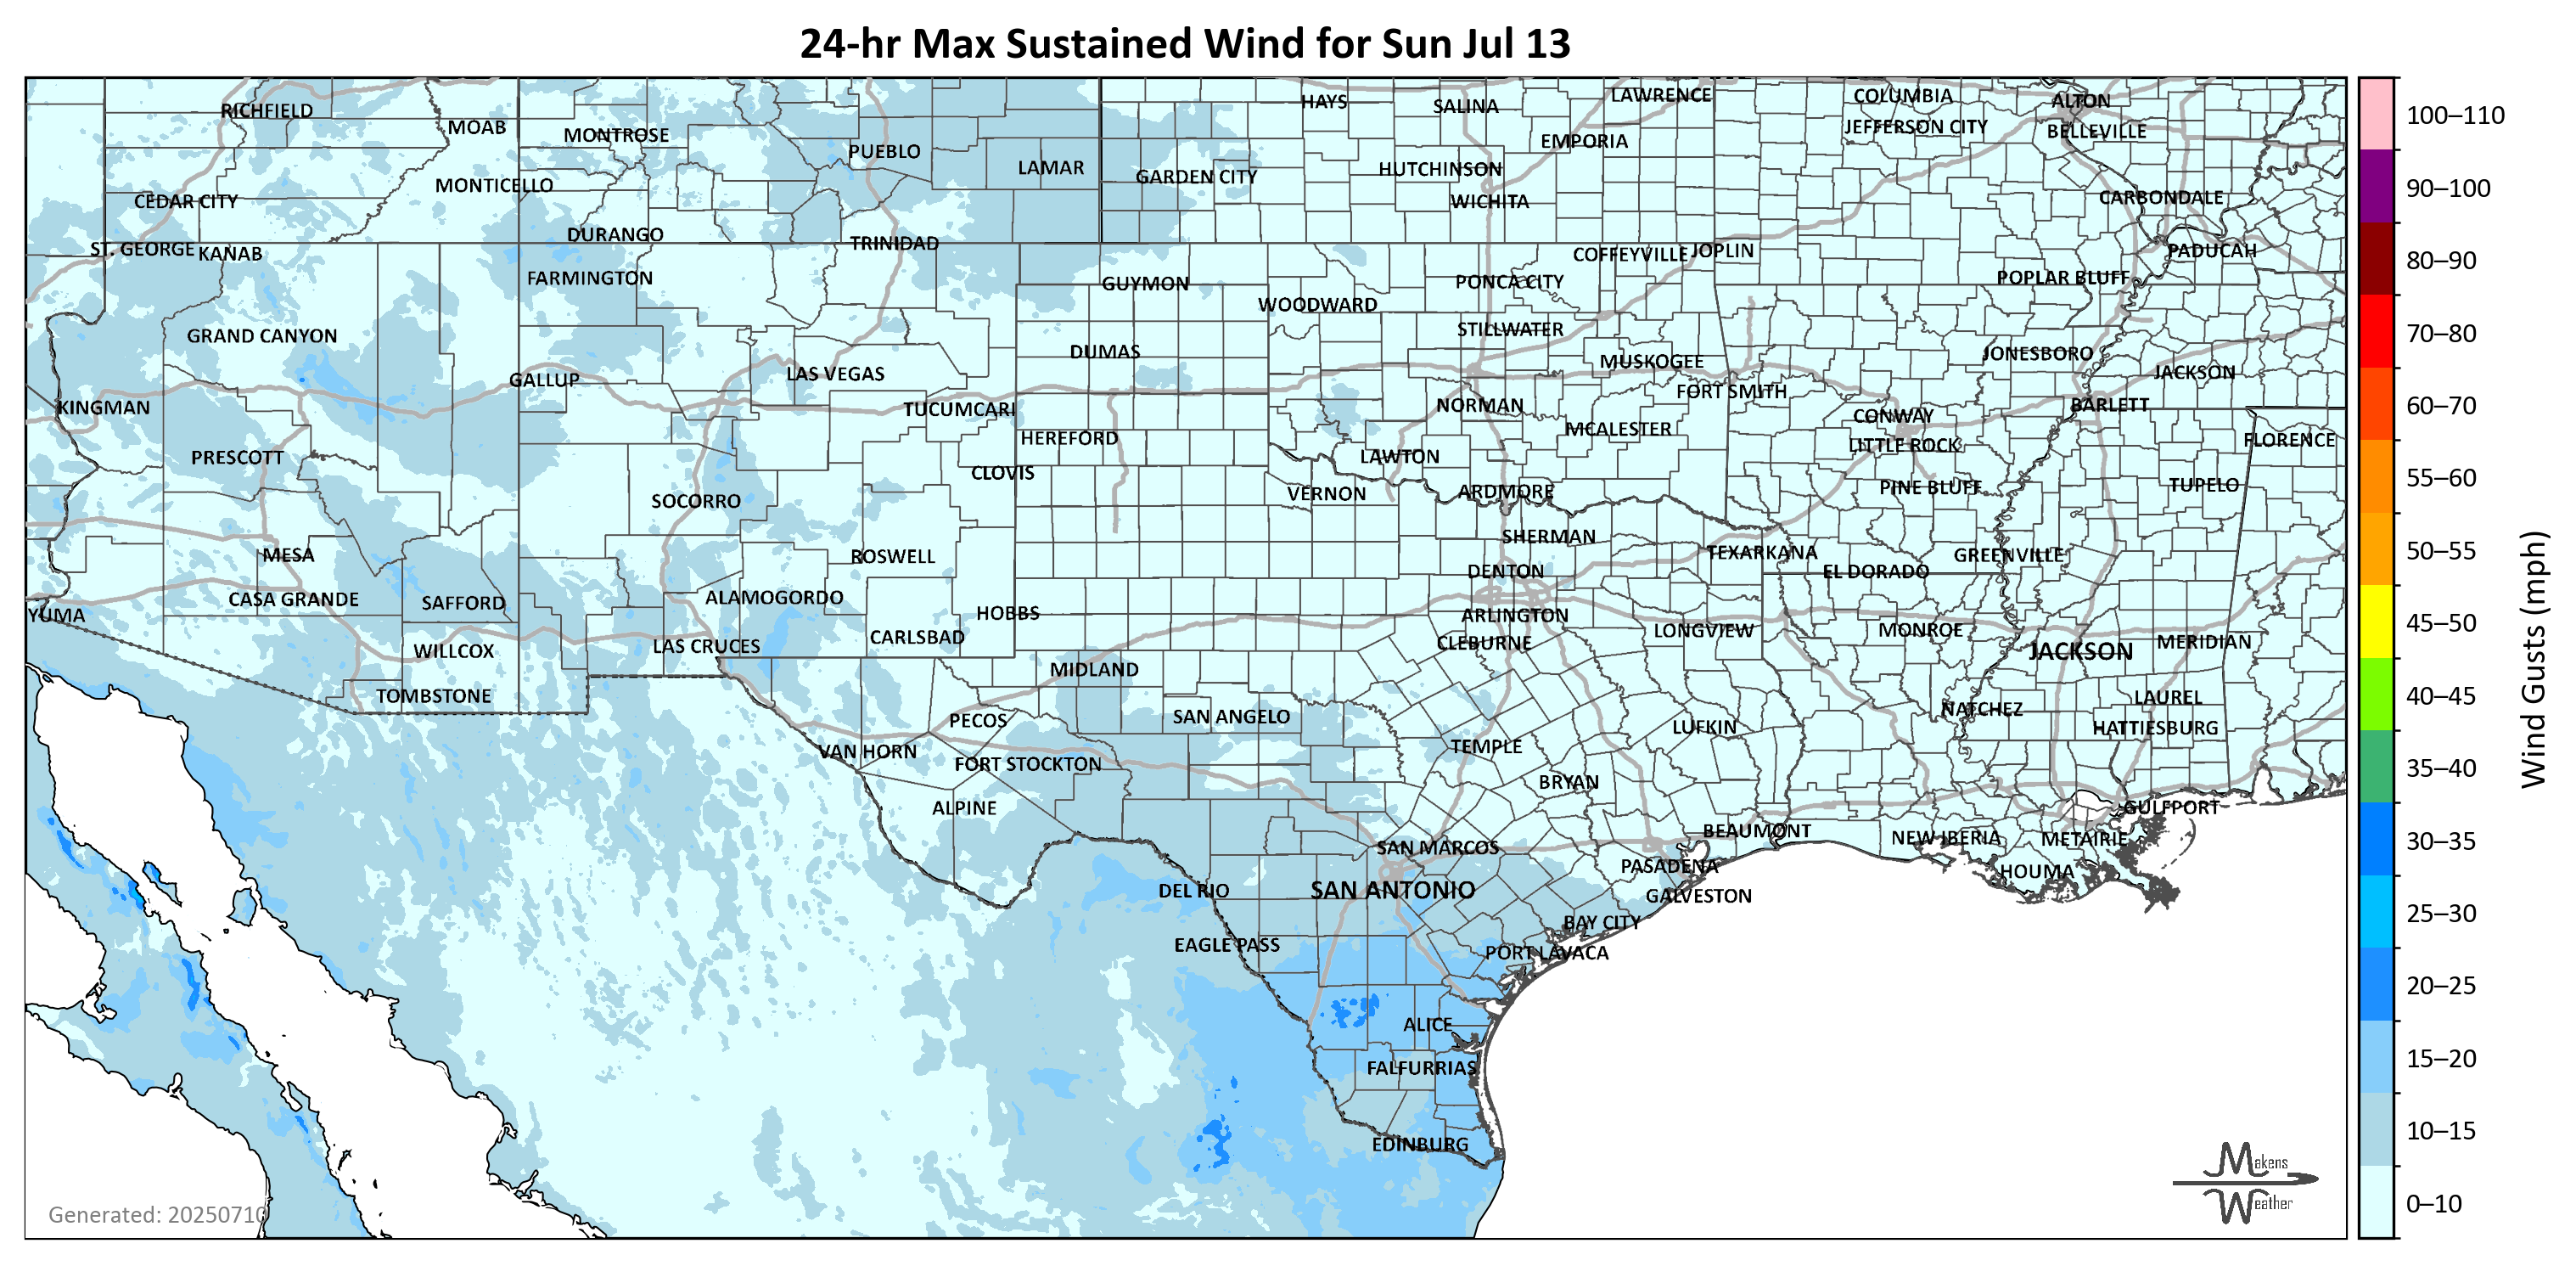 24-hr Max Sustained Wind for Sun Jul 13
RICHFIELD
MOAB
MONTROSE
PUEBLO
LAMAR
GARDEN CITY
HAYS
SALINA
LAWRENCE
EMPORIA
HUTCHINSON
WICHITA
COLUMBIA
JEFFERSON CITY
ALTON
BELLEVILLE
CARBONDALE
CEDAR CITY
MONTICELLO
DURANGO
TRINIDAD
ST. GEORGE
KANAB
FARMINGTON
GUYMON
WOODWARD
PONCA CITY
COFFEYVILLE
JOPLIN
POPLAR BLUFF
PADUCAH
GRAND CANYON
DUMAS
STILLWATER
MUSKOGEE
JONESBORO
JACKSON
GALLUP
LAS VEGAS
FORT SMITH
KINGMAN
TUCUMCARI
NORMAN
CONWAY
BARLETT
HEREFORD
MCALESTER
LITTLE ROCK
FLORENCE
PRESCOTT
CLOVIS
LAWTON
SOCORRO
VERNON
ARDMORE
PINE BLUFF
TUPELO
MESA
ROSWELL
SHERMAN
TEXARKANA
GREENVILLE
DENTON
EL DORADO
YUMA
CASA GRANDE
SAFFORD
ALAMOGORDO
HOBBS
ARLINGTON
CARLSBAD
CLEBURNE
LONGVIEW
MONROE
WILLCOX
LAS CRUCES
JACKSON
MERIDIAN
TOMBSTONE
MIDLAND
LAUREL
PECOS
SAN ANGELO
NATCHEZ
HATTIESBURG
VAN HORN
FORT STOCKTON
TEMPLE
LUFKIN
ALPINE
BRYAN
GULFPORT
SAN MARCOS
BEAUMONT
NEW IBERIA
METAIRIE
DEL RIO
SAN ANTONIO
PASADENA
GALVESTON
HOUMA
EAGLE PASS
BAY CITY
PORT LAVACA
ALICE
FALFURRIAS
EDINBURG
Generated: 20250710
Makens
Weather
100–110
90–100
80–90
70–80
60–70
55–60
50–55
45–50
40–45
35–40
30–35
25–30
20–25
15–20
10–15
0–10
Wind Gusts (mph)